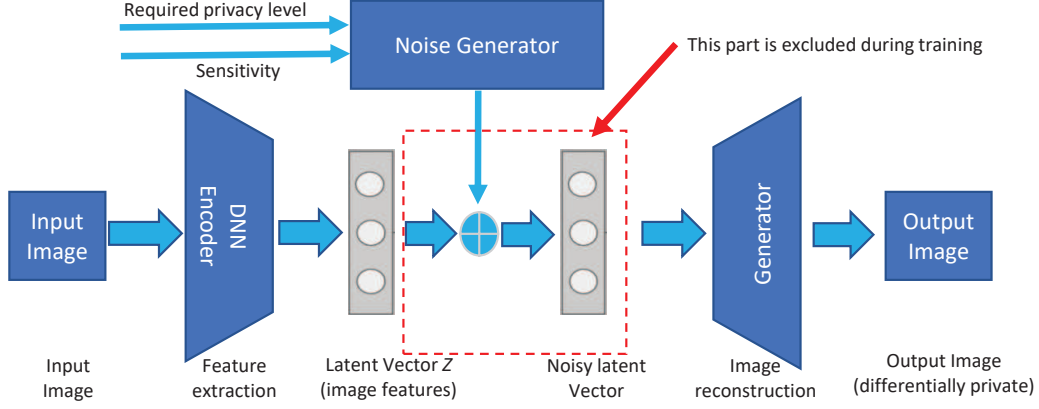 Required privacy level
Sensitivity
Noise Generator
This part is excluded during training
Input
Image
DNN
Encoder
Generator
Output
Image
Input
Image
Feature
extraction
Latent Vector Z
(image features)
Noisy latent
Vector
Image
reconstruction
Output Image
(differentially private)